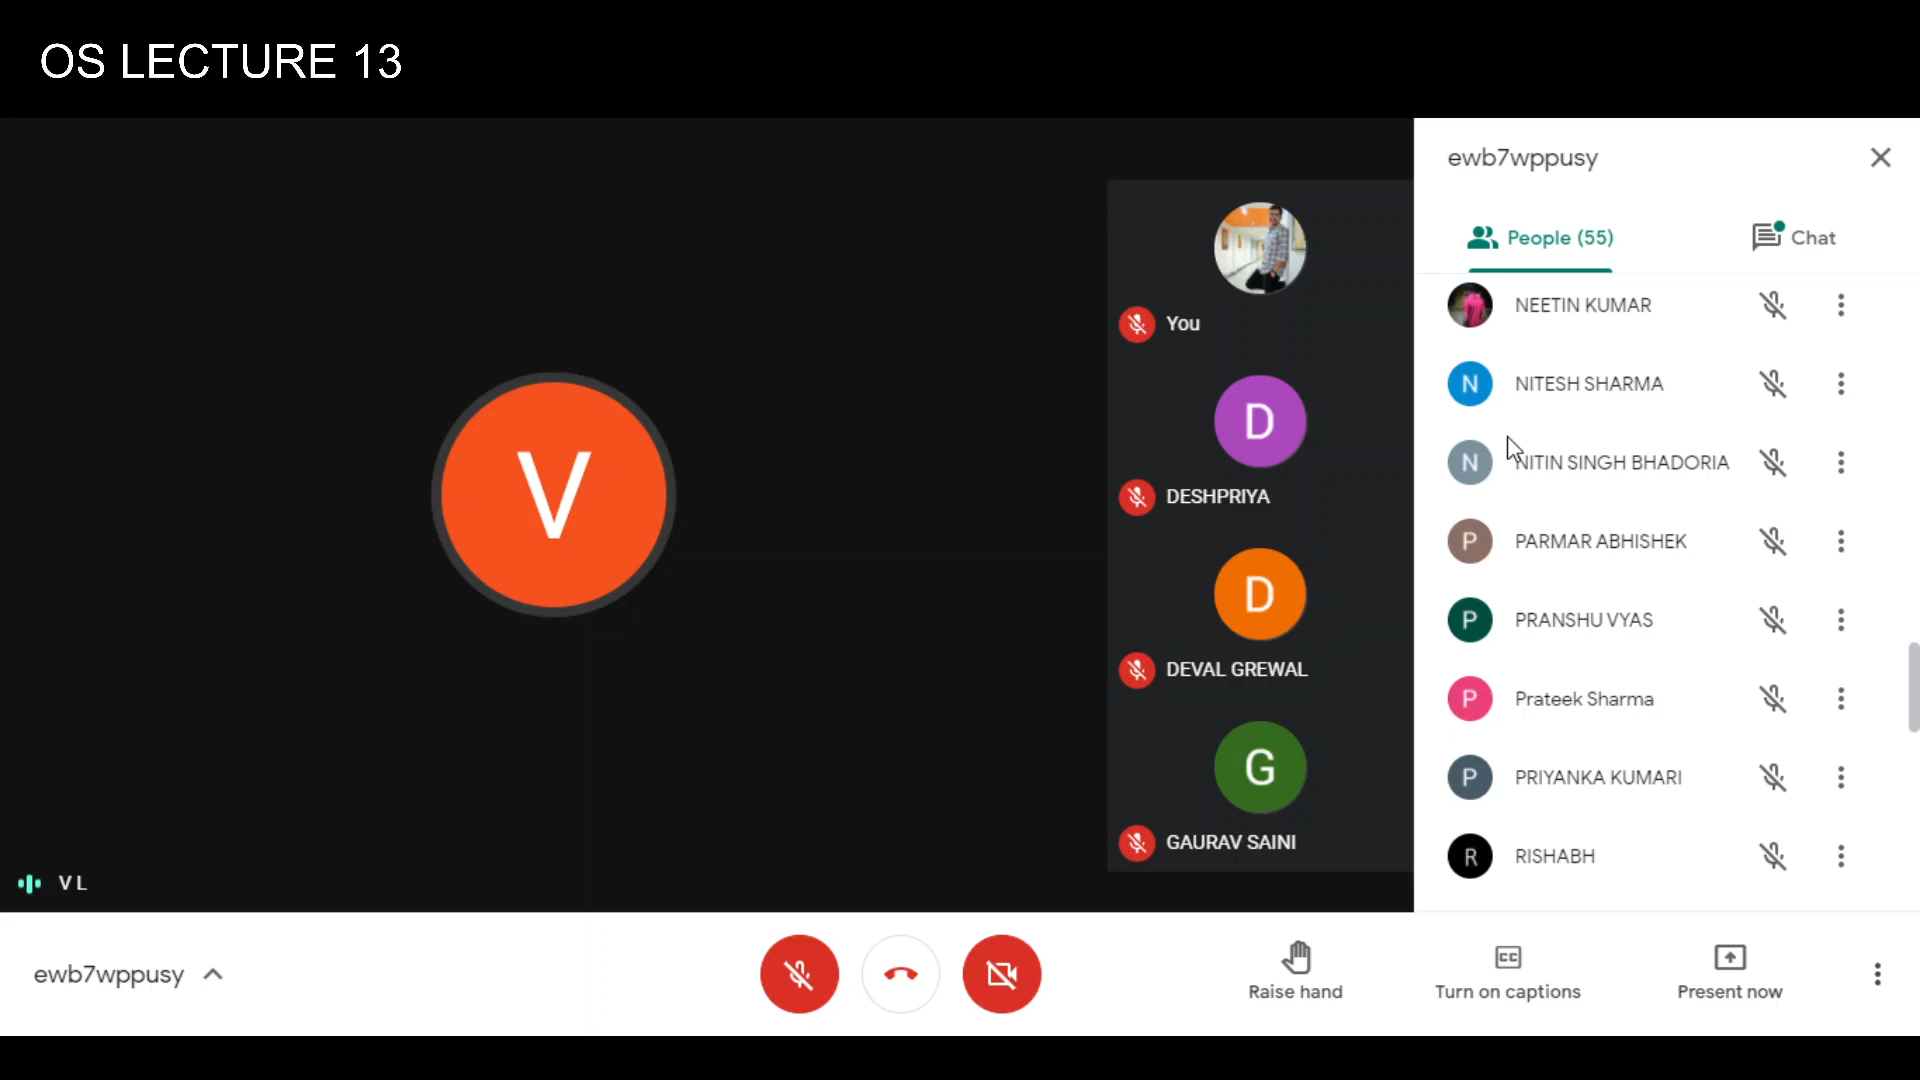 OS LECTURE 13
ewb7wppusy
People (55)
Chat
NEETIN KUMAR
N
NITESH SHARMA
N
NITIN SINGH BHADORIA
P
PARMAR ABHISHEK
P
PRANSHU VYAS
P
Prateek Sharma
P
PRIYANKA KUMARI
R
RISHABH
You
D
DESHPRIYA
D
DEVAL GREWAL
G
GAURAV SAINI
V
V L
ewb7wppusy
Raise hand
CC
Turn on captions
Present now